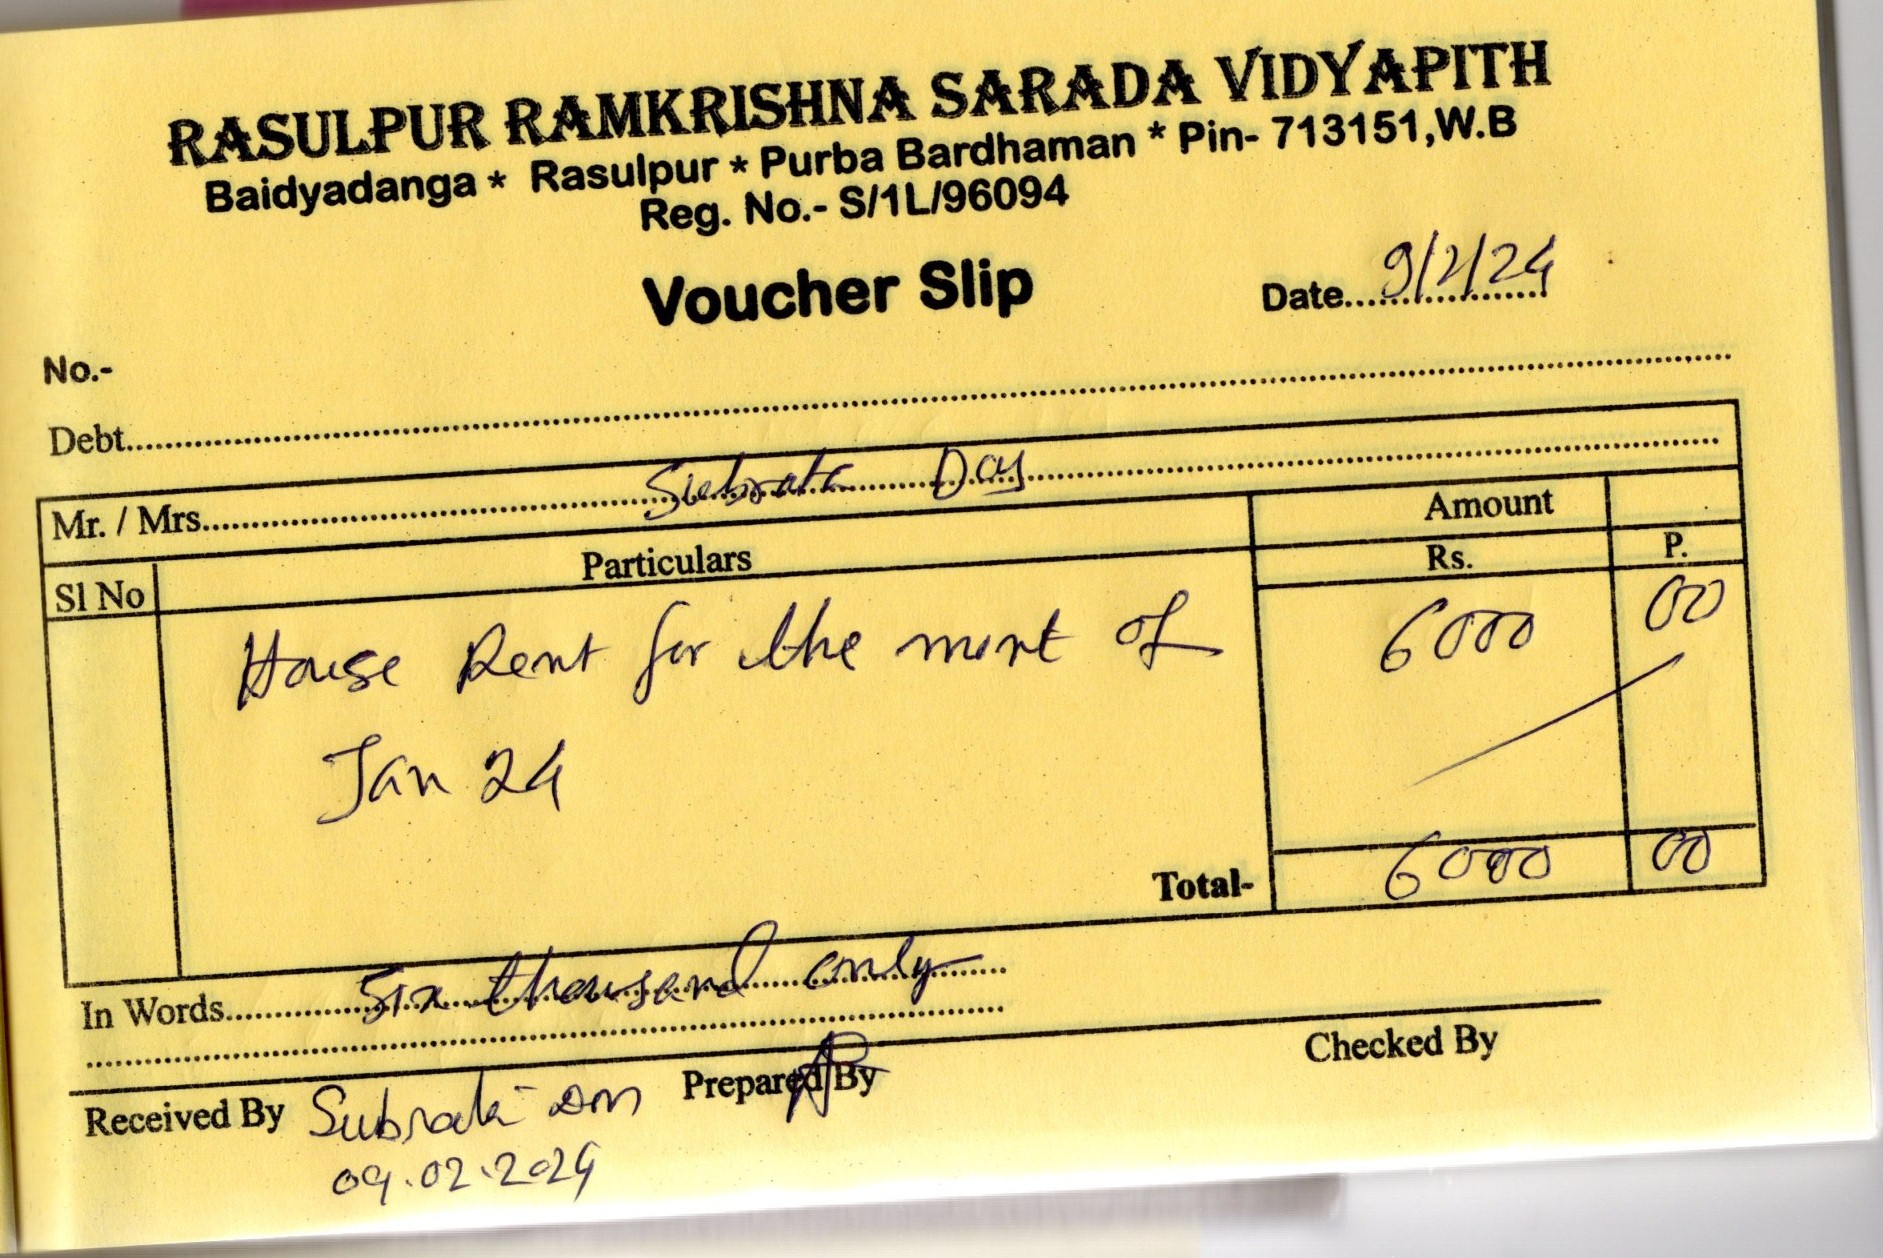 RASULPUR RAMKRISHNA SARADA VIDYAPITH
Baidyadanga * Rasulpur * Purba Bardhaman * Pin- 713151,W.B
Reg. No.- S/1L/96094
Voucher Slip
Date....9/2/24
No.-
Debt
Mr. / Mrs. Subrata Das
Sl No Particulars Amount
Rs. P.
House Rent for the mont of 6000 00
Jan 24
Total- 6000 00
In Words Six thousand only
Received By Subrata Prepared By Checked By
09.02.2024